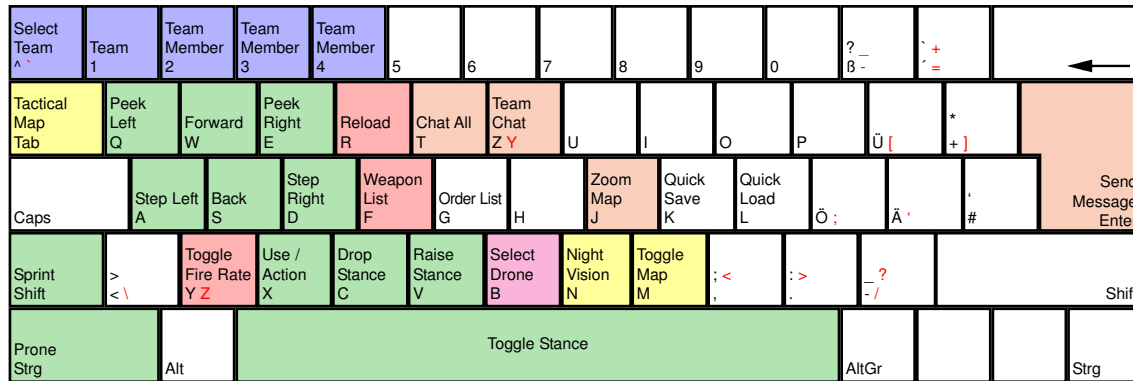 Select Team ^ `
Team 1
Team Member 2
Team Member 3
Team Member 4
5
6
7
8
9
0
? _
ß -
` +
´ =
Tactical Map Tab
Peek Left Q
Forward W
Peek Right E
Reload R
Chat All T
Team Chat Z Y
U
I
O
P
Ü [
*
+ ]
Send Message Enter
Caps
Step Left A
Back S
Step Right D
Weapon List F
Order List G
H
Zoom Map J
Quick Save K
Quick Load L
Ö ;
Ä '
'
#
Sprint Shift
>
< \
Toggle Fire Rate Y Z
Use / Action X
Drop Stance C
Raise Stance V
Select Drone B
Night Vision N
Toggle Map M
; <
,
: >
.
_ ?
- /
Shift
Prone Strg
Alt
Toggle Stance
AltGr
Strg